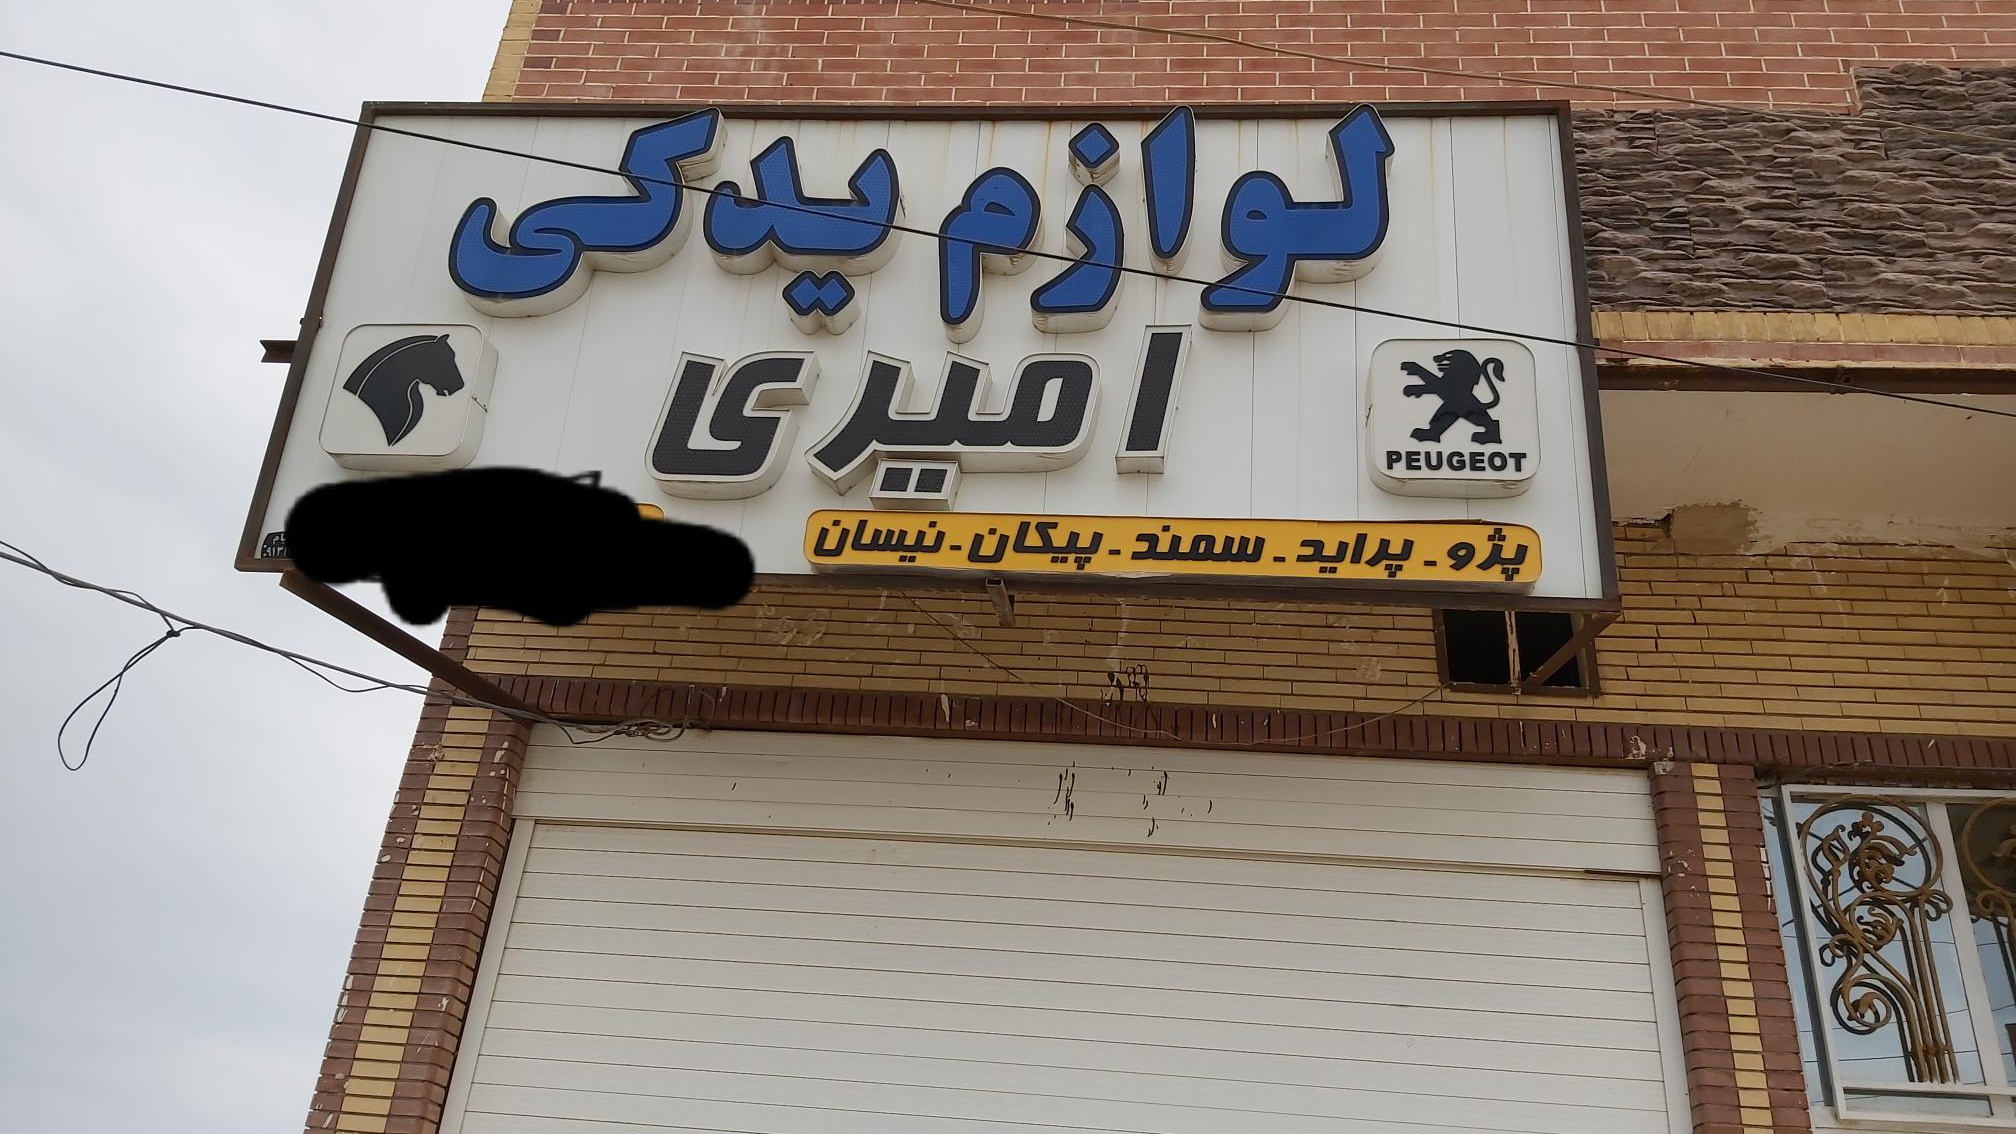 لوازم یدکی
امیری
PEUGEOT
پژو - پراید - سمند - پیکان - نیسان